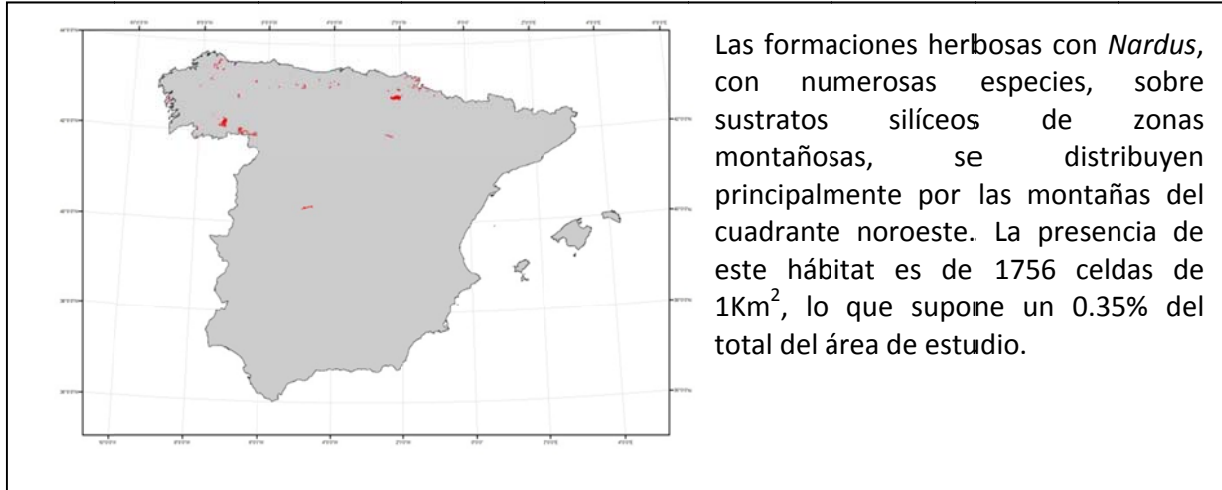 Las formaciones herbosas con Nardus,
con numerosas especies, sobre
sustratos silíceos de zonas
montañosas, se distribuyen
principalmente por las montañas del
cuadrante noroeste. La presencia de
este hábitat es de 1756 celdas de
1Km², lo que supone un 0.35% del
total del área de estudio.